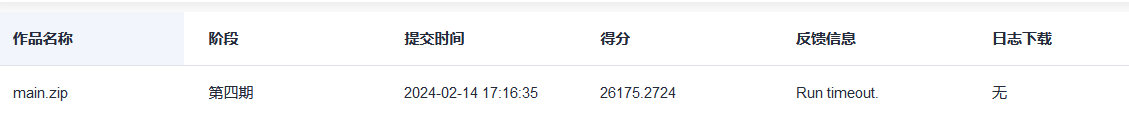 作品名称 阶段 提交时间 得分 反馈信息 日志下载
main.zip 第四期 2024-02-14 17:16:35 26175.2724 Run timeout. 无